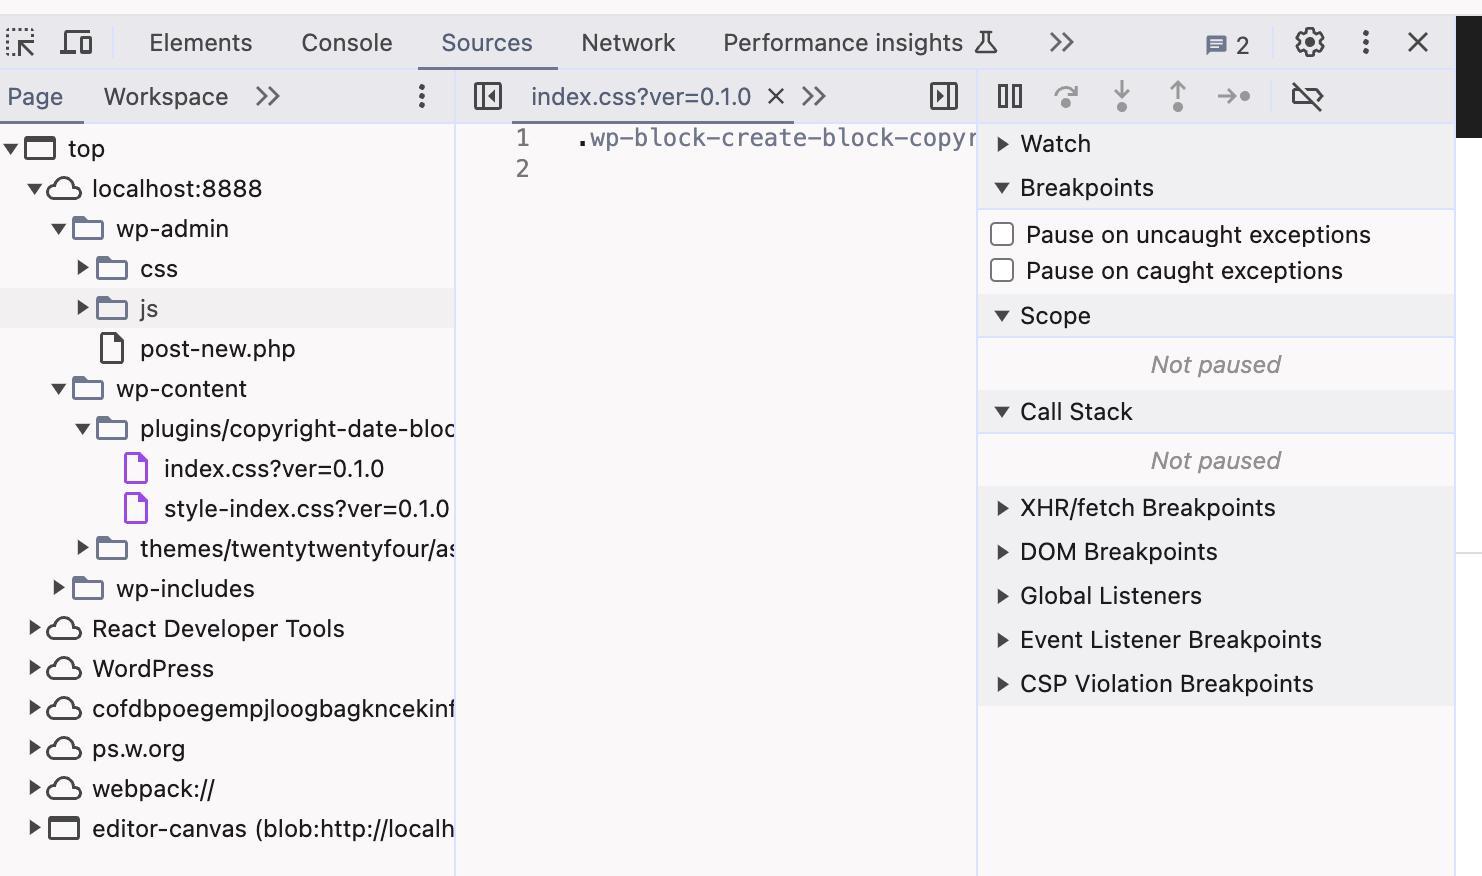 Elements Console Sources Network Performance insights 2
Page Workspace
top
localhost:8888
wp-admin
css
js
post-new.php
wp-content
plugins/copyright-date-bloc
index.css?ver=0.1.0
style-index.css?ver=0.1.0
themes/twentytwentyfour/as
wp-includes
React Developer Tools
WordPress
cofdbpoegempjloogbagkncekinf
ps.w.org
webpack://
editor-canvas (blob:http://localh
index.css?ver=0.1.0
1 .wp-block-create-block-copyr
2
Watch
Breakpoints
Pause on uncaught exceptions
Pause on caught exceptions
Scope
Not paused
Call Stack
Not paused
XHR/fetch Breakpoints
DOM Breakpoints
Global Listeners
Event Listener Breakpoints
CSP Violation Breakpoints